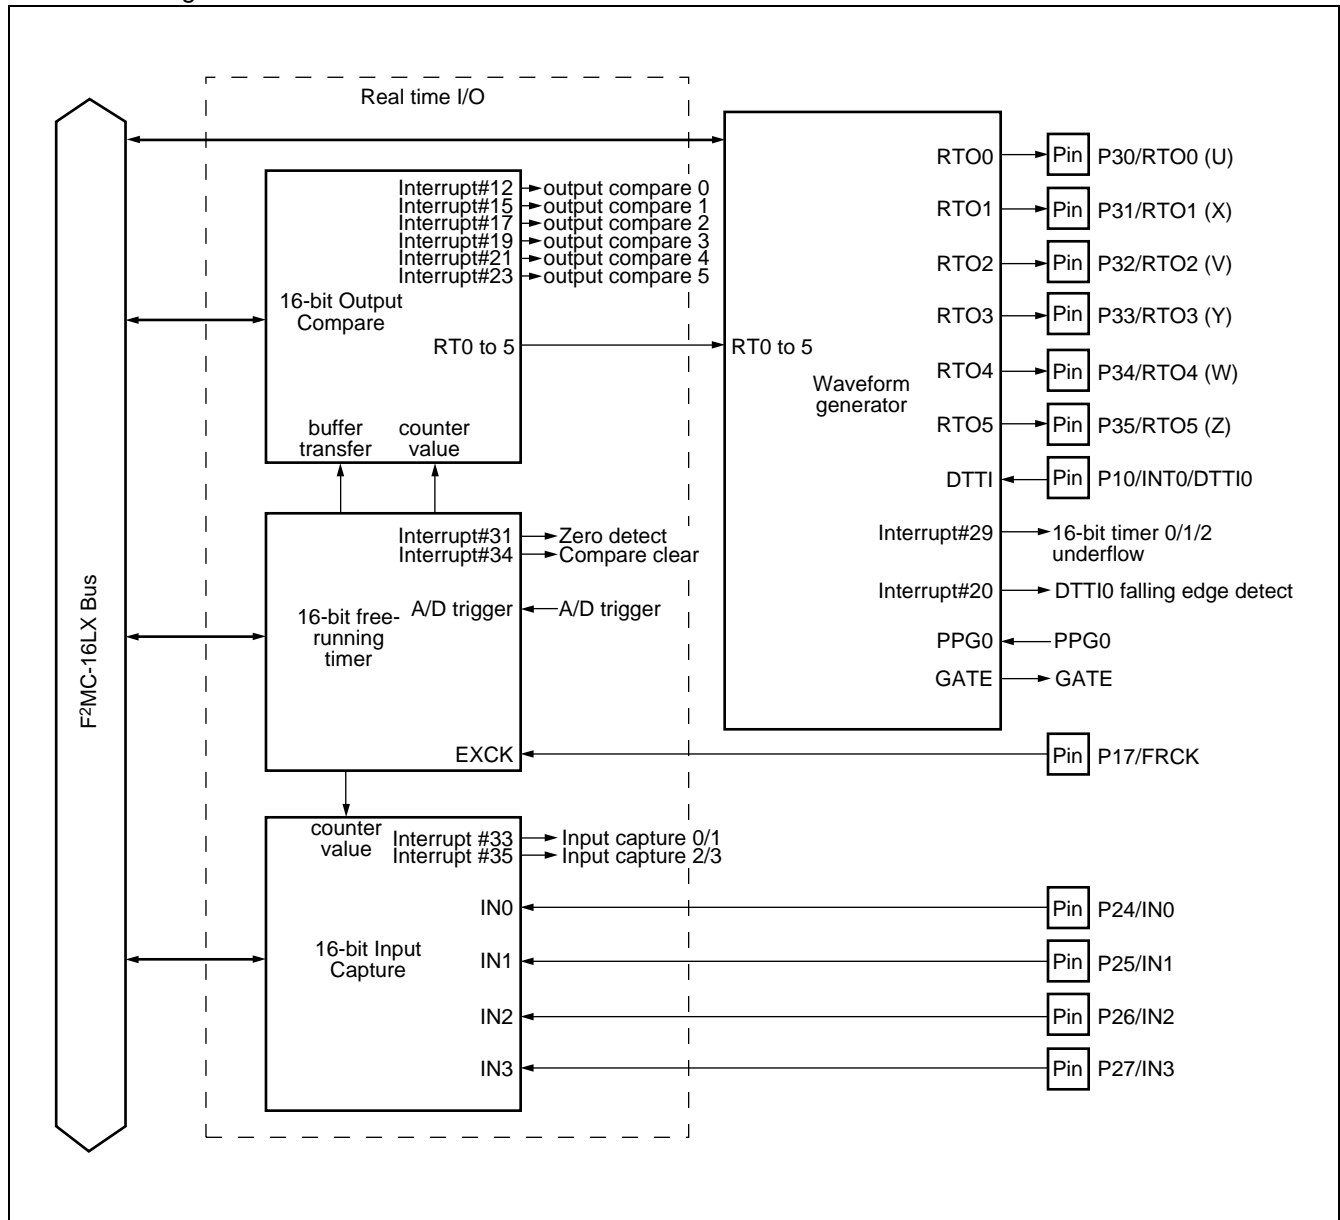 Real time I/O
F²MC-16LX Bus
Interrupt#12 output compare 0
Interrupt#15 output compare 1
Interrupt#17 output compare 2
Interrupt#19 output compare 3
Interrupt#21 output compare 4
Interrupt#23 output compare 5
16-bit Output
Compare
RT0 to 5
buffer
transfer
counter
value
Interrupt#31 Zero detect
Interrupt#34 Compare clear
A/D trigger A/D trigger
16-bit free-
running
timer
EXCK
Pin P17/FRCK
counter
value
Interrupt #33 Input capture 0/1
Interrupt #35 Input capture 2/3
16-bit Input
Capture
IN0 Pin P24/IN0
IN1 Pin P25/IN1
IN2 Pin P26/IN2
IN3 Pin P27/IN3
RT0 to 5
Waveform
generator
RTO0 Pin P30/RTO0 (U)
RTO1 Pin P31/RTO1 (X)
RTO2 Pin P32/RTO2 (V)
RTO3 Pin P33/RTO3 (Y)
RTO4 Pin P34/RTO4 (W)
RTO5 Pin P35/RTO5 (Z)
DTTI Pin P10/INT0/DTTI0
Interrupt#29 16-bit timer 0/1/2
underflow
Interrupt#20 DTTI0 falling edge detect
PPG0 PPG0
GATE GATE